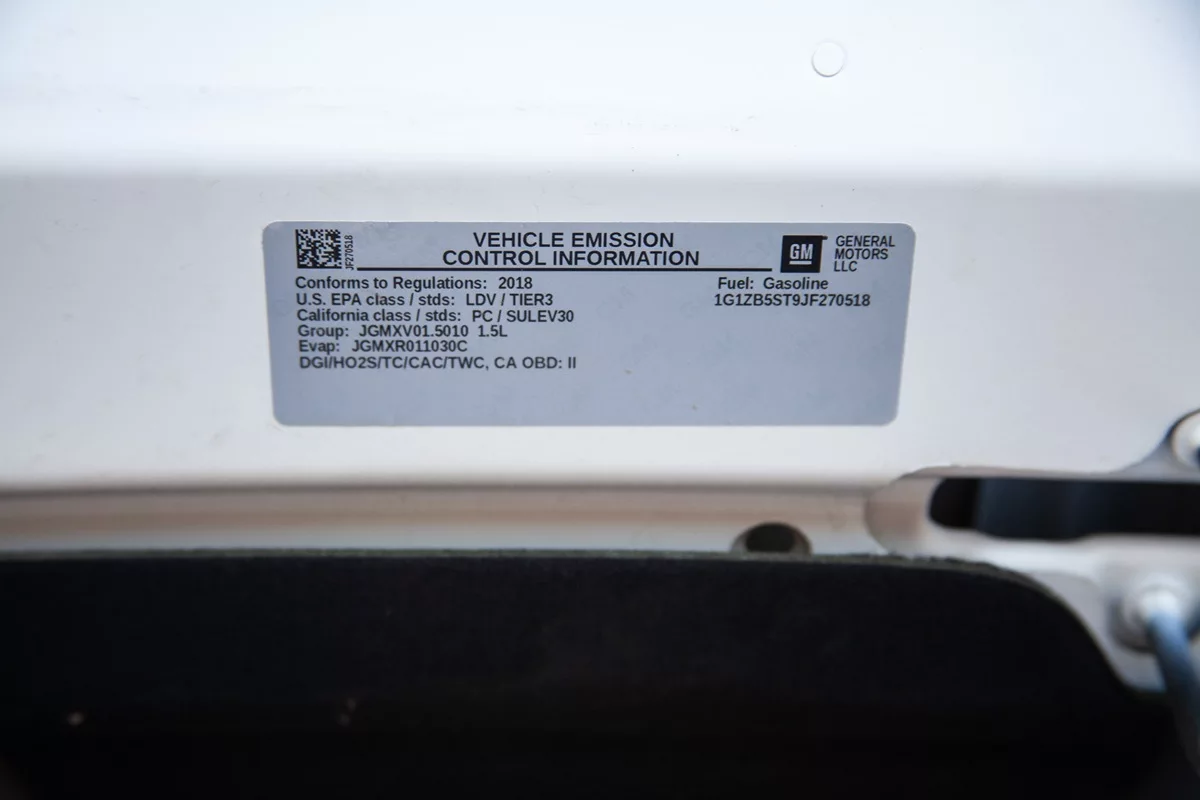 JF270518
VEHICLE EMISSION
CONTROL INFORMATION
GM
GENERAL
MOTORS
LLC
Conforms to Regulations: 2018
U.S. EPA class / stds: LDV / TIER3
California class / stds: PC / SULEV30
Group: JGMXV01.5010 1.5L
Evap: JGMXR011030C
DGI/HO2S/TC/CAC/TWC, CA OBD: II
Fuel: Gasoline
1G1ZB5ST9JF270518